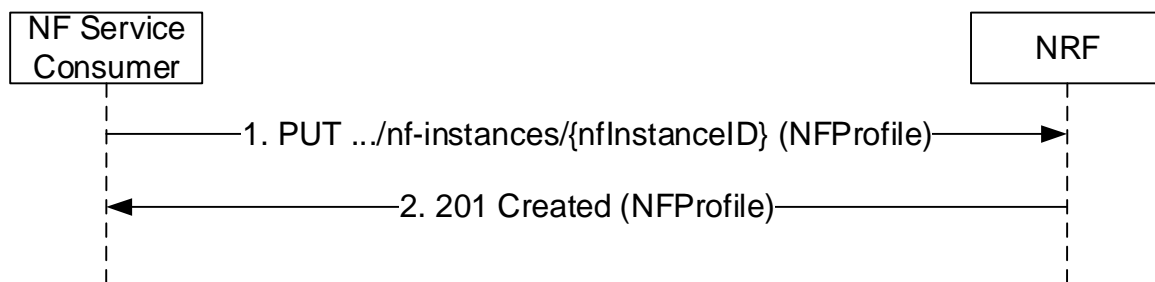 NF Service
Consumer
NRF
1. PUT .../nf-instances/{nfInstanceID} (NFProfile)
2. 201 Created (NFProfile)